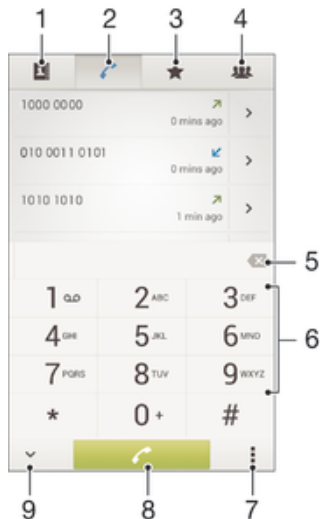 1 2 3 4
1000 0000
0 mins ago
010 0011 0101
0 mins ago
1010 1010
1 min ago
5
1 2 ABC 3 DEF
4 GHI 5 JKL 6 MNO
6
7 PQRS 8 TUV 9 WXYZ
* 0 + #
9 8 7